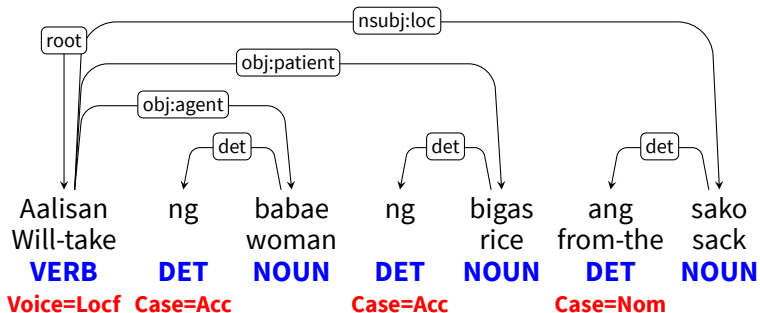 nsubj:loc
root
obj:patient
obj:agent
det det det
Aalisan ng babae ng bigas ang sako
Will-take woman rice from-the sack
VERB DET NOUN DET NOUN DET NOUN
Voice=Locf Case=Acc Case=Acc Case=Nom